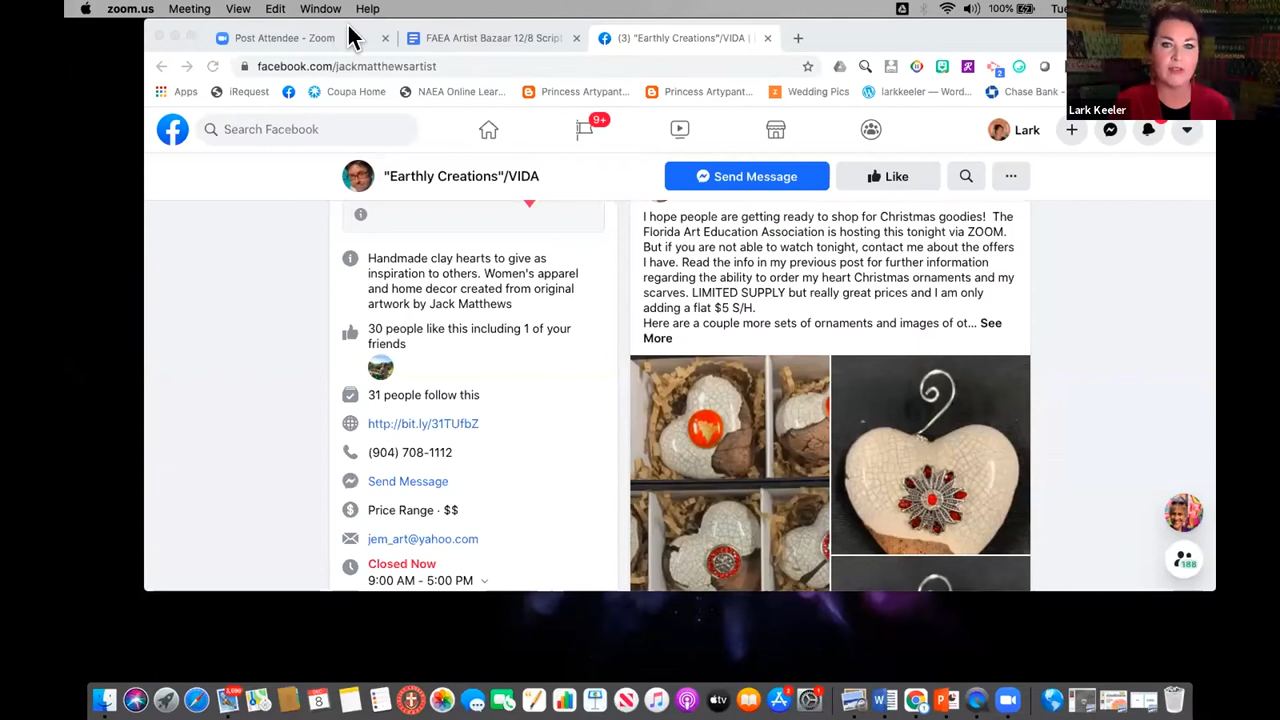 zoom.us Meeting View Edit Window Help 100% Tue
Post Attendee - Zoom FAEA Artist Bazaar 12/8 Script (3) "Earthly Creations"/VIDA |
facebook.com/jackmatthewsartist
Apps iRequest Coupa Home NAEA Online Lear... Princess Artypant... Princess Artypant... Wedding Pics larkkeeler — Wor... Chase Bank -
Lark Keeler
Search Facebook 9+ Lark
"Earthly Creations"/VIDA Send Message Like
Handmade clay hearts to give as
inspiration to others. Women's apparel
and home decor created from original
artwork by Jack Matthews
30 people like this including 1 of your
friends
31 people follow this
http://bit.ly/31TUfbZ
(904) 708-1112
Send Message
Price Range · $$
jem_art@yahoo.com
Closed Now
9:00 AM - 5:00 PM
I hope people are getting ready to shop for Christmas goodies! The
Florida Art Education Association is hosting this tonight via ZOOM.
But if you are not able to watch tonight, contact me about the offers
I have. Read the info in my previous post for further information
regarding the ability to order my heart Christmas ornaments and my
scarves. LIMITED SUPPLY but really great prices and I am only
adding a flat $5 S/H.
Here are a couple more sets of ornaments and images of ot... See
More
188